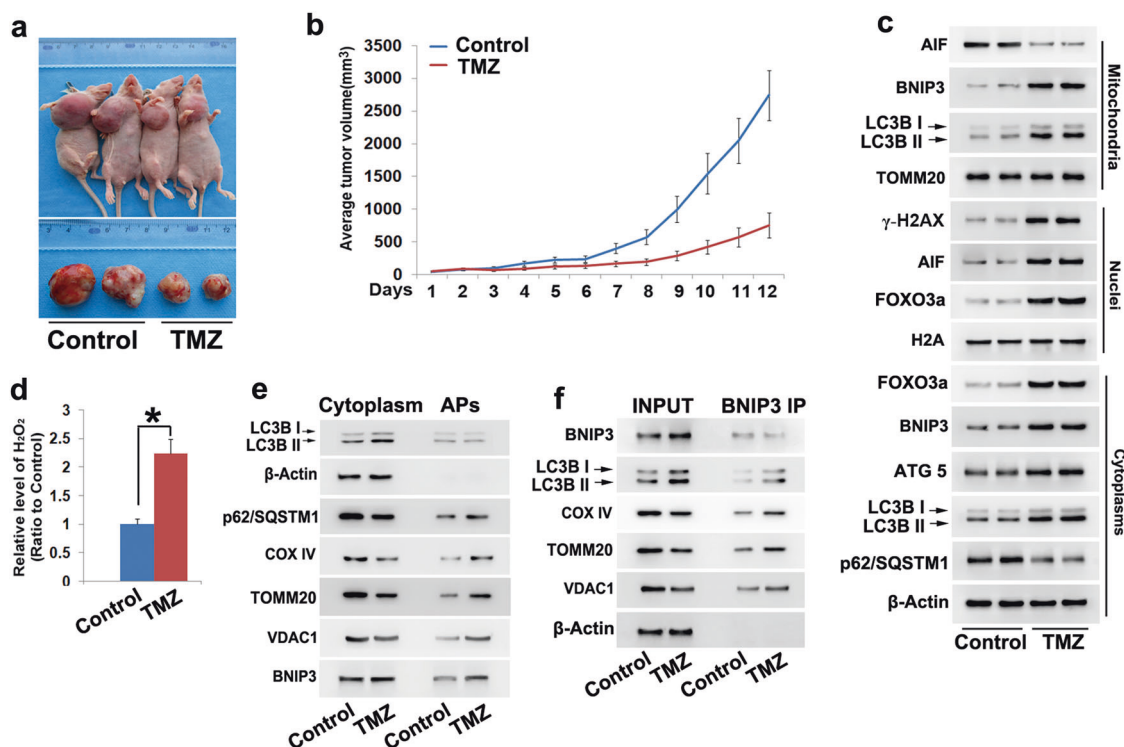 a
Control
TMZ
b
Control
TMZ
Average tumor volume(mm³)
3500
3000
2500
2000
1500
1000
500
0
Days 1 2 3 4 5 6 7 8 9 10 11 12
c
AIF
BNIP3
LC3B I
LC3B II
TOMM20
Mitochondria
γ-H2AX
AIF
FOXO3a
H2A
Nuclei
FOXO3a
BNIP3
ATG 5
LC3B I
LC3B II
p62/SQSTM1
β-Actin
Cytoplasms
Control TMZ
d
Relative level of H₂O₂
(Ratio to Control)
3
2.5
2
1.5
1
0.5
0
*
Control
TMZ
e
Cytoplasm APs
LC3B I
LC3B II
β-Actin
p62/SQSTM1
COX IV
TOMM20
VDAC1
BNIP3
Control TMZ Control TMZ
f
INPUT BNIP3 IP
BNIP3
LC3B I
LC3B II
COX IV
TOMM20
VDAC1
β-Actin
Control TMZ Control TMZ